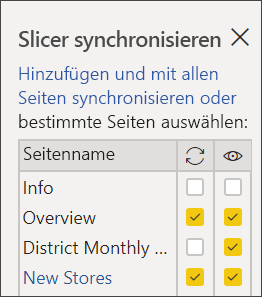 Slicer synchronisieren
Hinzufügen und mit allen
Seiten synchronisieren oder
bestimmte Seiten auswählen:
Seitenname
Info
Overview
District Monthly ...
New Stores